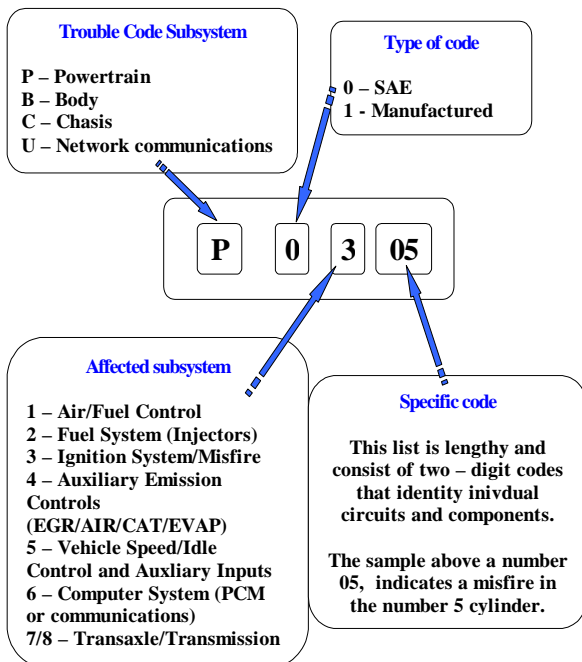 Trouble Code Subsystem
P – Powertrain
B – Body
C – Chasis
U – Network communications
Type of code
0 – SAE
1 - Manufactured
P 0 3 05
Affected subsystem
1 – Air/Fuel Control
2 – Fuel System (Injectors)
3 – Ignition System/Misfire
4 – Auxiliary Emission
Controls
(EGR/AIR/CAT/EVAP)
5 – Vehicle Speed/Idle
Control and Auxliary Inputs
6 – Computer System (PCM
or communications)
7/8 – Transaxle/Transmission
Specific code
This list is lengthy and
consist of two – digit codes
that identity inivdual
circuits and components.
The sample above a number
05, indicates a misfire in
the number 5 cylinder.